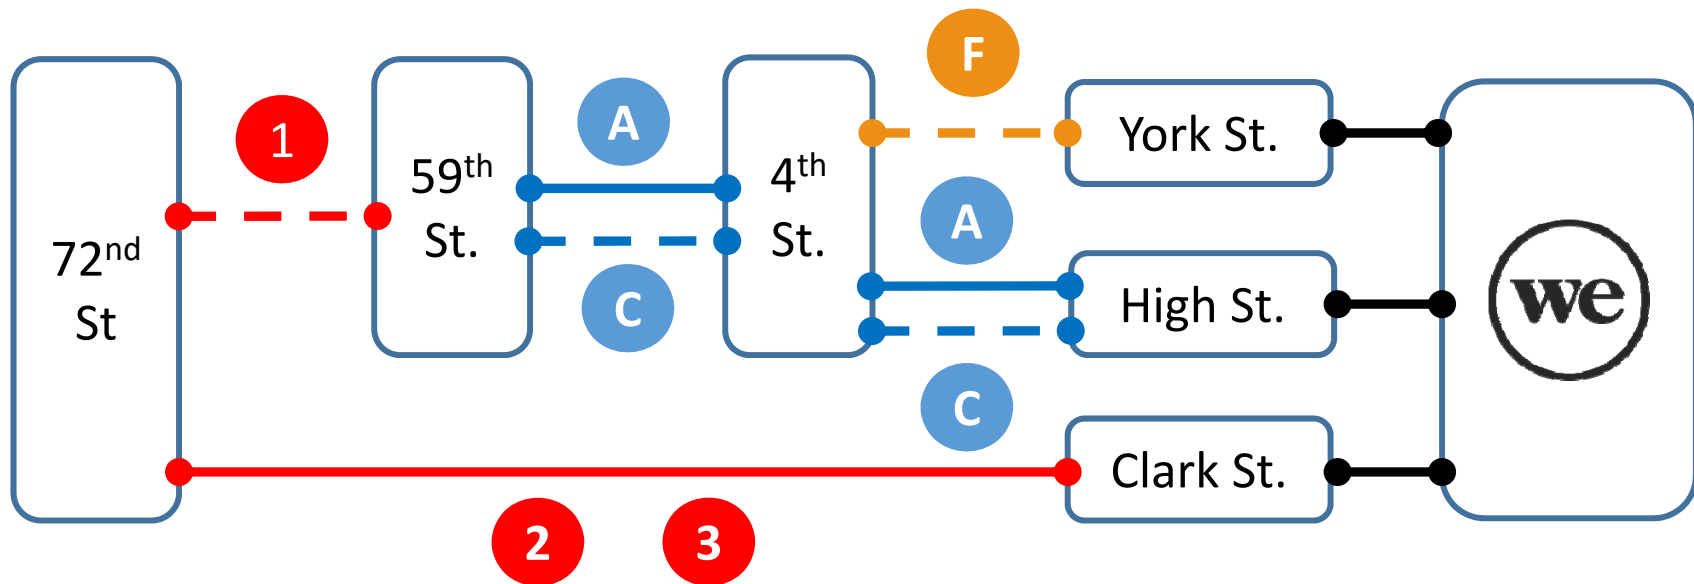 72nd
St
1
59th
St.
A
C
4th
St.
F
A
C
York St.
High St.
Clark St.
2
3
we